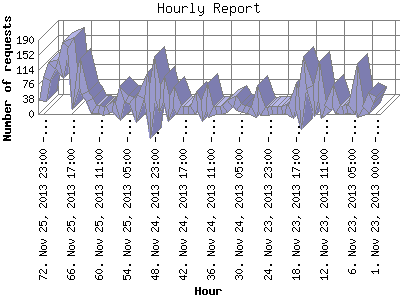 Hourly Report
Number of requests
190
152
114
76
38
0
72. Nov 25, 2013 23:00 -...
66. Nov 25, 2013 17:00 -...
60. Nov 25, 2013 11:00 -...
54. Nov 25, 2013 05:00 -...
48. Nov 24, 2013 23:00 -...
42. Nov 24, 2013 17:00 -...
36. Nov 24, 2013 11:00 -...
30. Nov 24, 2013 05:00 -...
24. Nov 23, 2013 23:00 -...
18. Nov 23, 2013 17:00 -...
12. Nov 23, 2013 11:00 -...
6. Nov 23, 2013 05:00 -...
1. Nov 23, 2013 00:00 -...
Hour